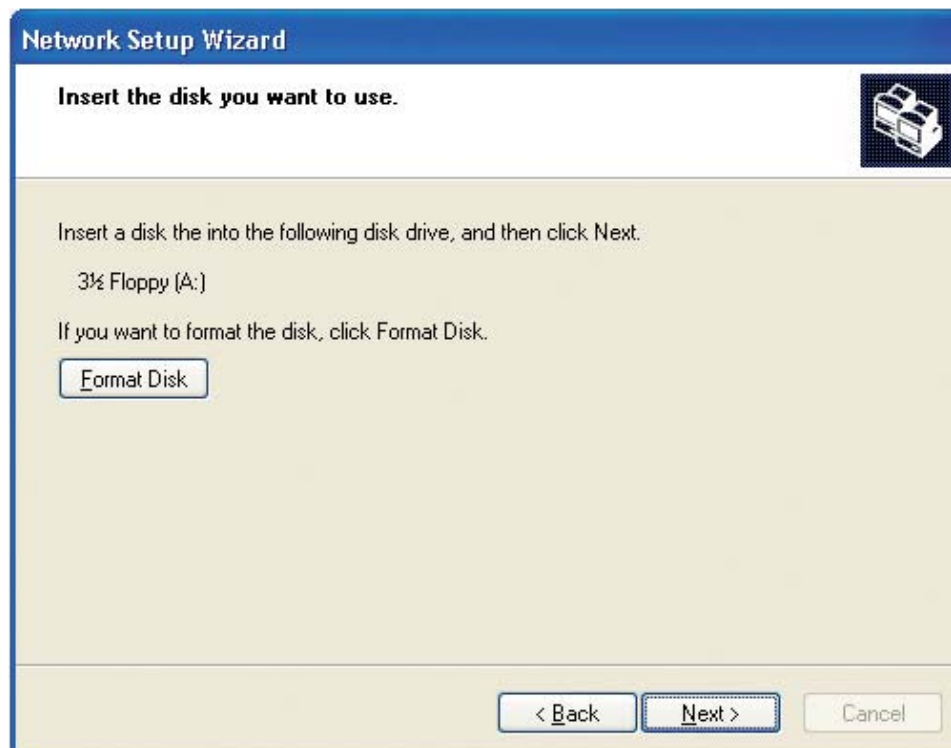 Network Setup Wizard
Insert the disk you want to use.
Insert a disk the into the following disk drive, and then click Next.
3½ Floppy (A:)
If you want to format the disk, click Format Disk.
Format Disk
< Back Next > Cancel